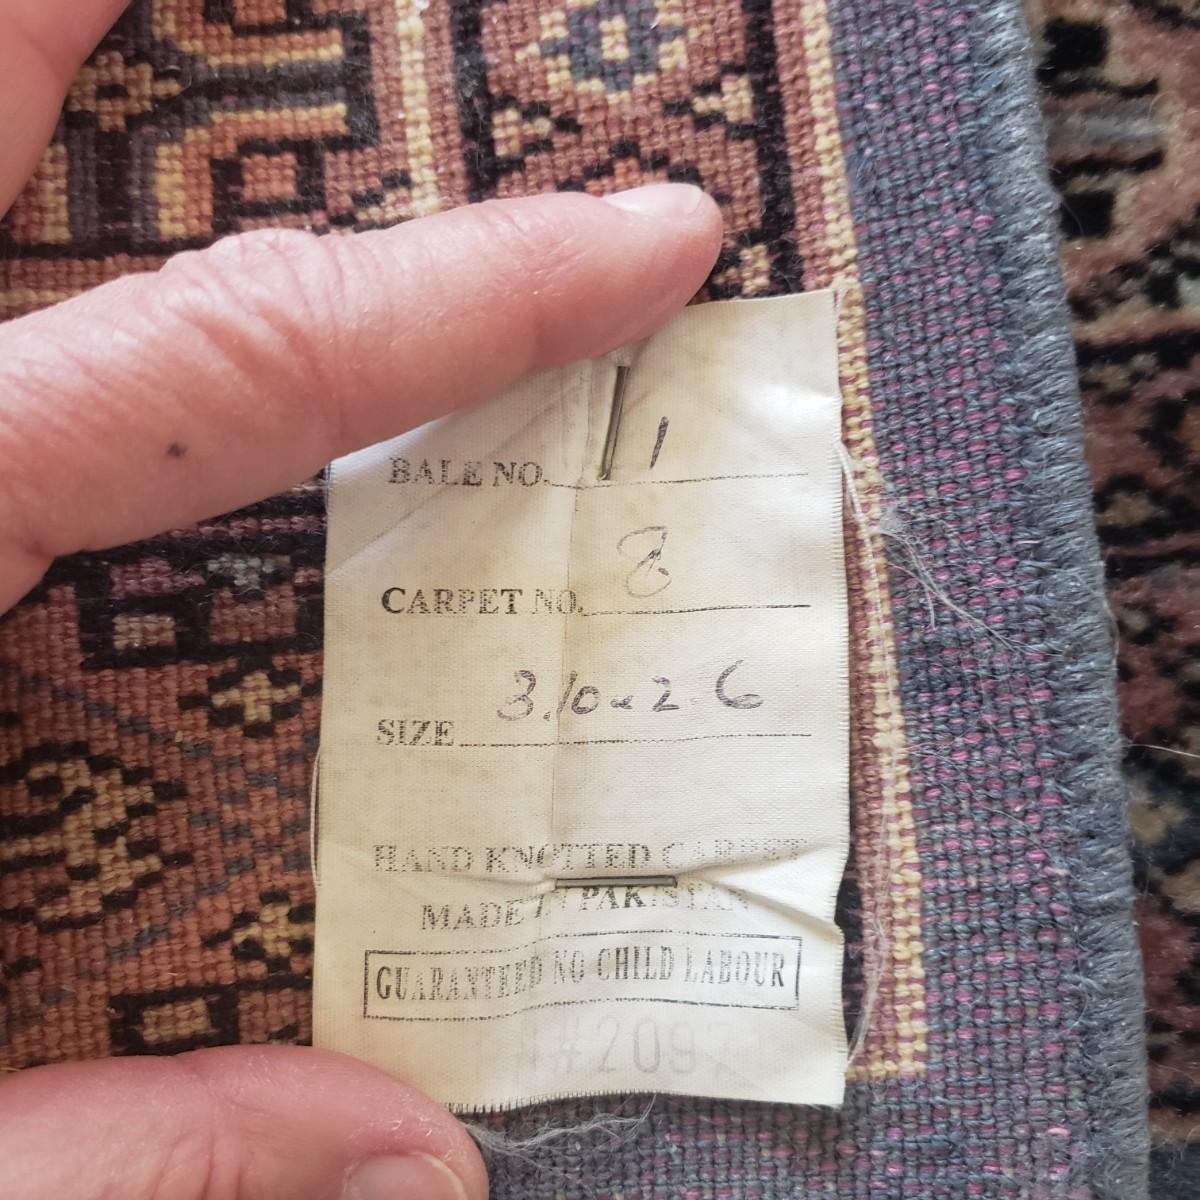 BALE NO. 1
CARPET NO. 8
SIZE 3.10 x 2.6
HAND KNOTTED CARPET
MADE IN PAKISTAN
GUARANTEED NO CHILD LABOUR